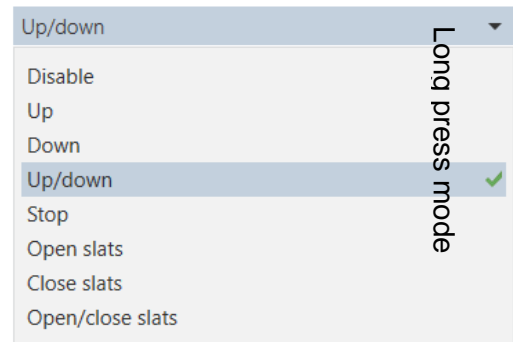 Up/down
Disable
Up
Down
Up/down
Stop
Open slats
Close slats
Open/close slats
Long press mode